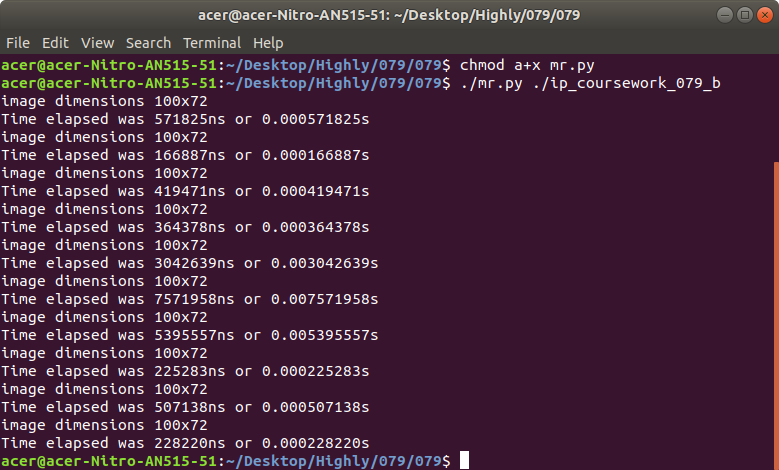 acer@acer-Nitro-AN515-51: ~/Desktop/Highly/079/079
File Edit View Search Terminal Help
acer@acer-Nitro-AN515-51:~/Desktop/Highly/079/079$ chmod a+x mr.py
acer@acer-Nitro-AN515-51:~/Desktop/Highly/079/079$ ./mr.py ./ip_coursework_079_b
image dimensions 100x72
Time elapsed was 571825ns or 0.000571825s
image dimensions 100x72
Time elapsed was 166887ns or 0.000166887s
image dimensions 100x72
Time elapsed was 419471ns or 0.000419471s
image dimensions 100x72
Time elapsed was 364378ns or 0.000364378s
image dimensions 100x72
Time elapsed was 3042639ns or 0.003042639s
image dimensions 100x72
Time elapsed was 7571958ns or 0.007571958s
image dimensions 100x72
Time elapsed was 5395557ns or 0.005395557s
image dimensions 100x72
Time elapsed was 225283ns or 0.000225283s
image dimensions 100x72
Time elapsed was 507138ns or 0.000507138s
image dimensions 100x72
Time elapsed was 228220ns or 0.000228220s
acer@acer-Nitro-AN515-51:~/Desktop/Highly/079/079$